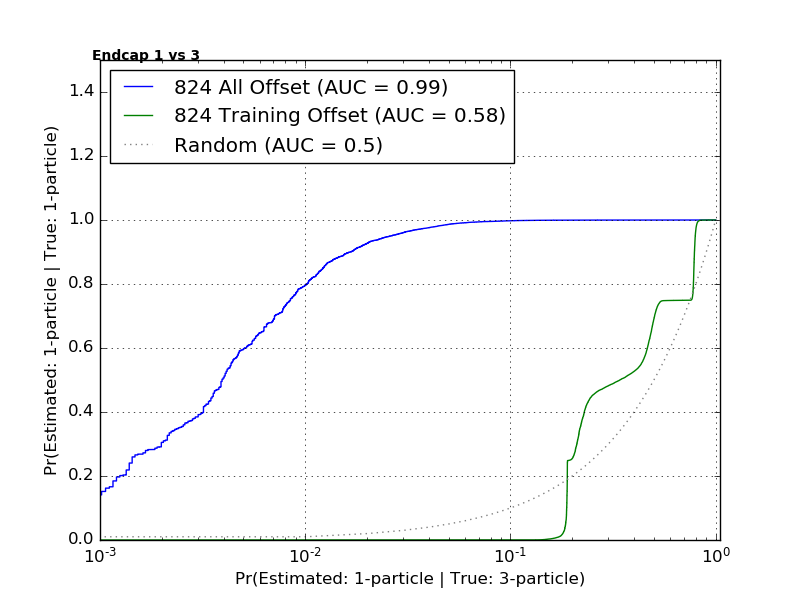 Endcap 1 vs 3
824 All Offset (AUC = 0.99)
824 Training Offset (AUC = 0.58)
Random (AUC = 0.5)
Pr(Estimated: 1-particle | True: 1-particle)
1.4
1.2
1.0
0.8
0.6
0.4
0.2
0.0
10⁻³ 10⁻² 10⁻¹ 10⁰
Pr(Estimated: 1-particle | True: 3-particle)